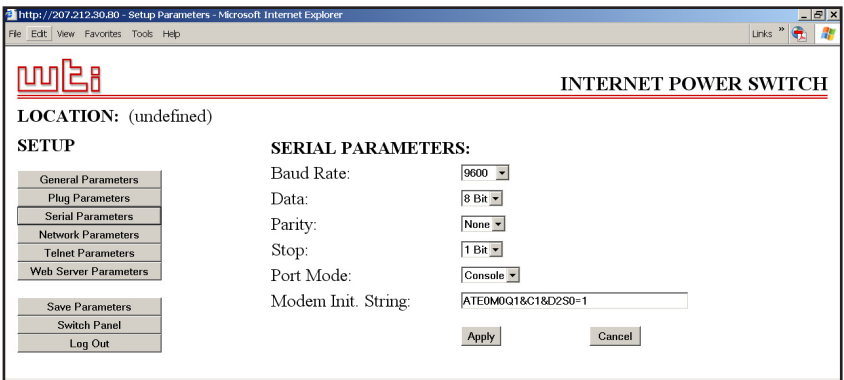 http://207.212.30.80 - Setup Parameters - Microsoft Internet Explorer
File Edit View Favorites Tools Help Links »
wti
INTERNET POWER SWITCH
LOCATION: (undefined)
SETUP
General Parameters
Plug Parameters
Serial Parameters
Network Parameters
Telnet Parameters
Web Server Parameters
Save Parameters
Switch Panel
Log Out
SERIAL PARAMETERS:
Baud Rate: 9600
Data: 8 Bit
Parity: None
Stop: 1 Bit
Port Mode: Console
Modem Init. String: ATE0M0Q1&C1&D2S0=1
Apply Cancel